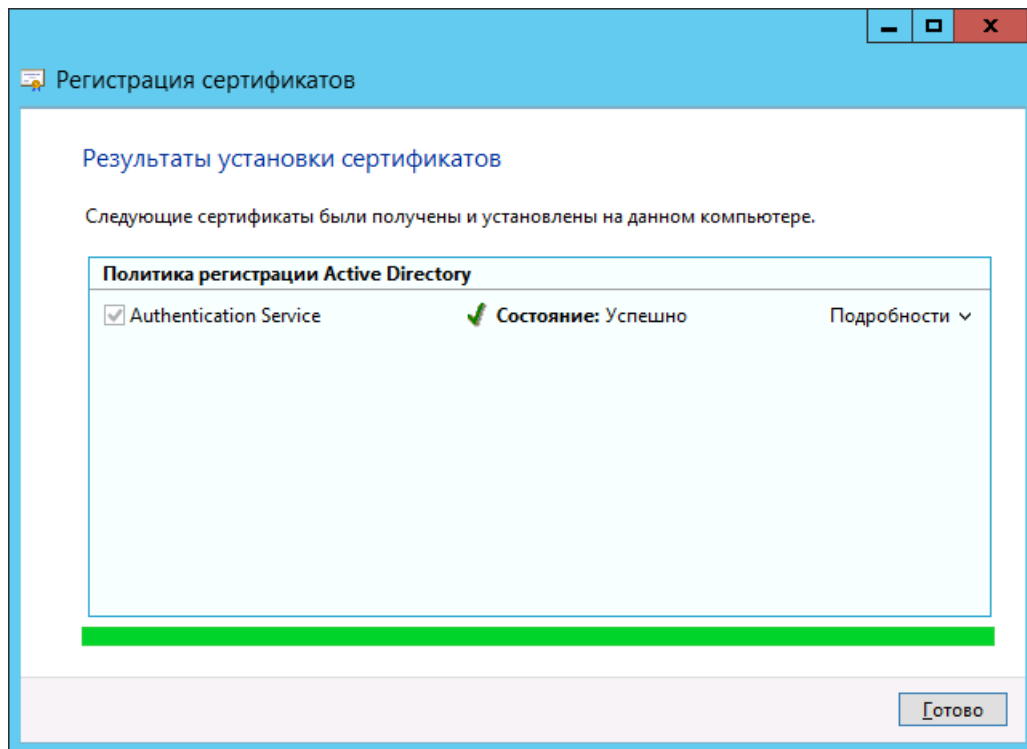 Регистрация сертификатов
Результаты установки сертификатов
Следующие сертификаты были получены и установлены на данном компьютере.
Политика регистрации Active Directory
Authentication Service Состояние: Успешно Подробности
Готово